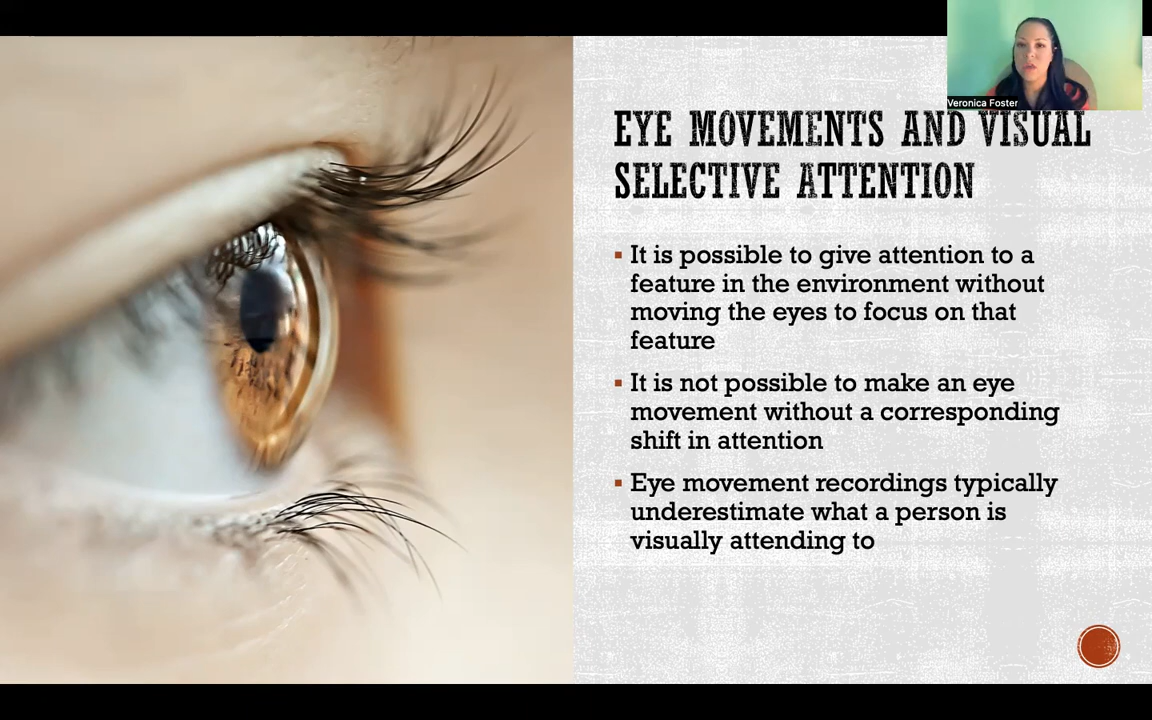 Veronica Foster
EYE MOVEMENTS AND VISUAL
SELECTIVE ATTENTION
▪ It is possible to give attention to a
feature in the environment without
moving the eyes to focus on that
feature
▪ It is not possible to make an eye
movement without a corresponding
shift in attention
▪ Eye movement recordings typically
underestimate what a person is
visually attending to